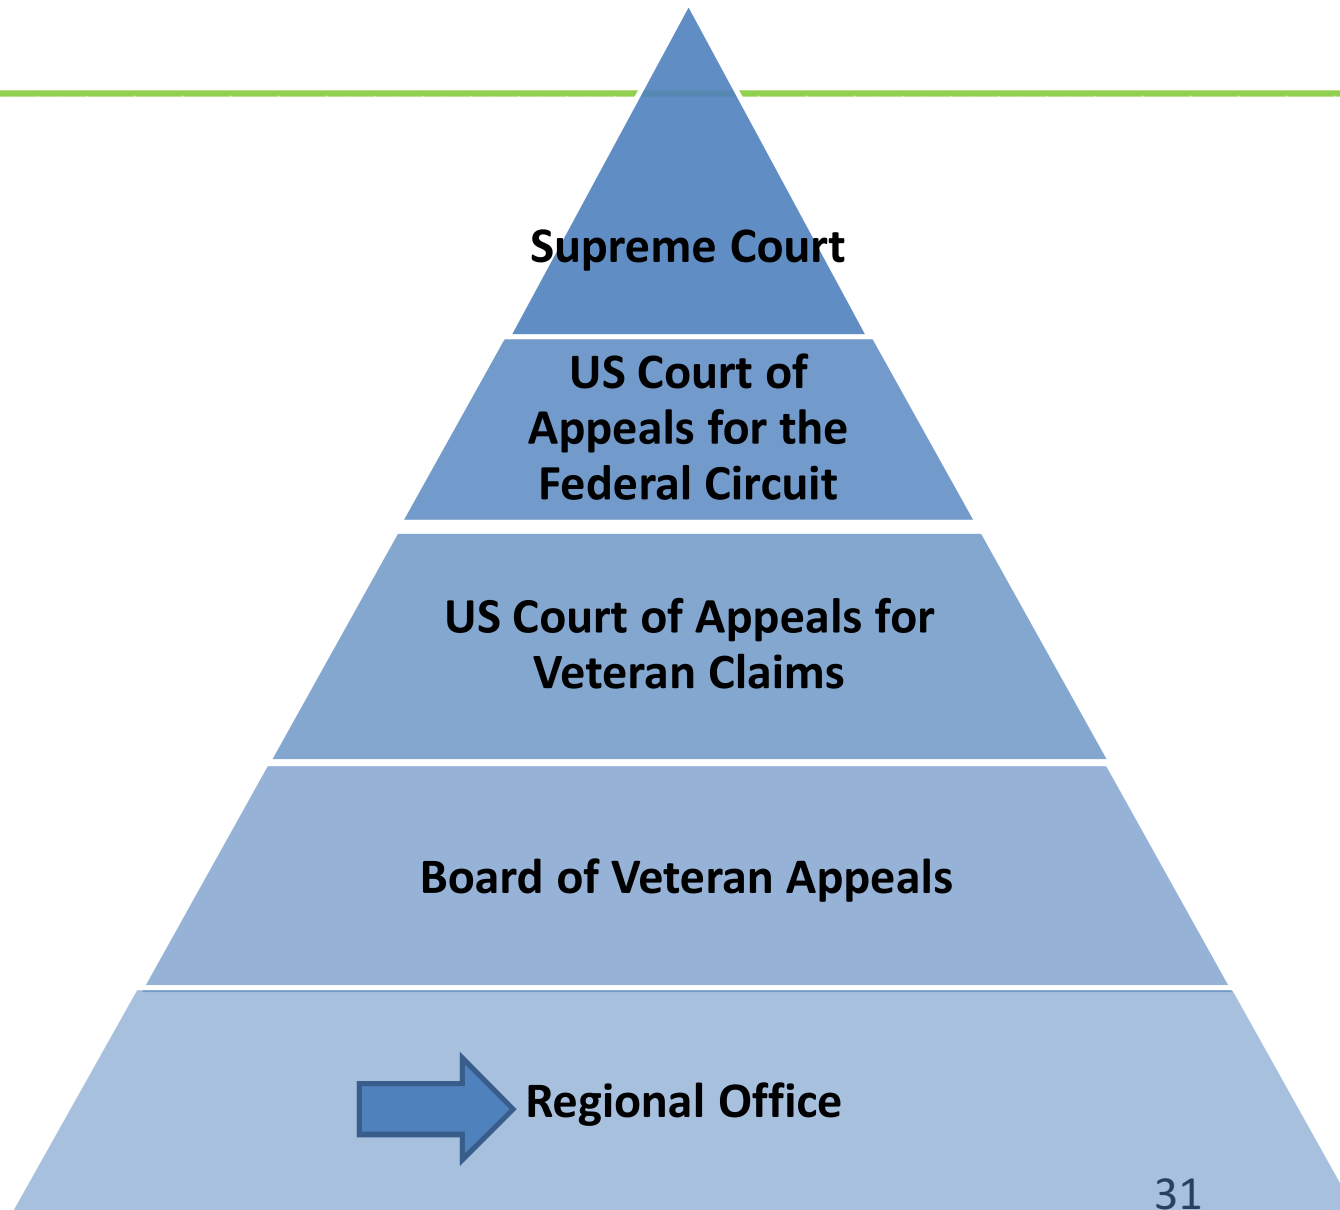 Supreme Court
US Court of
Appeals for the
Federal Circuit
US Court of Appeals for
Veteran Claims
Board of Veteran Appeals
Regional Office
31